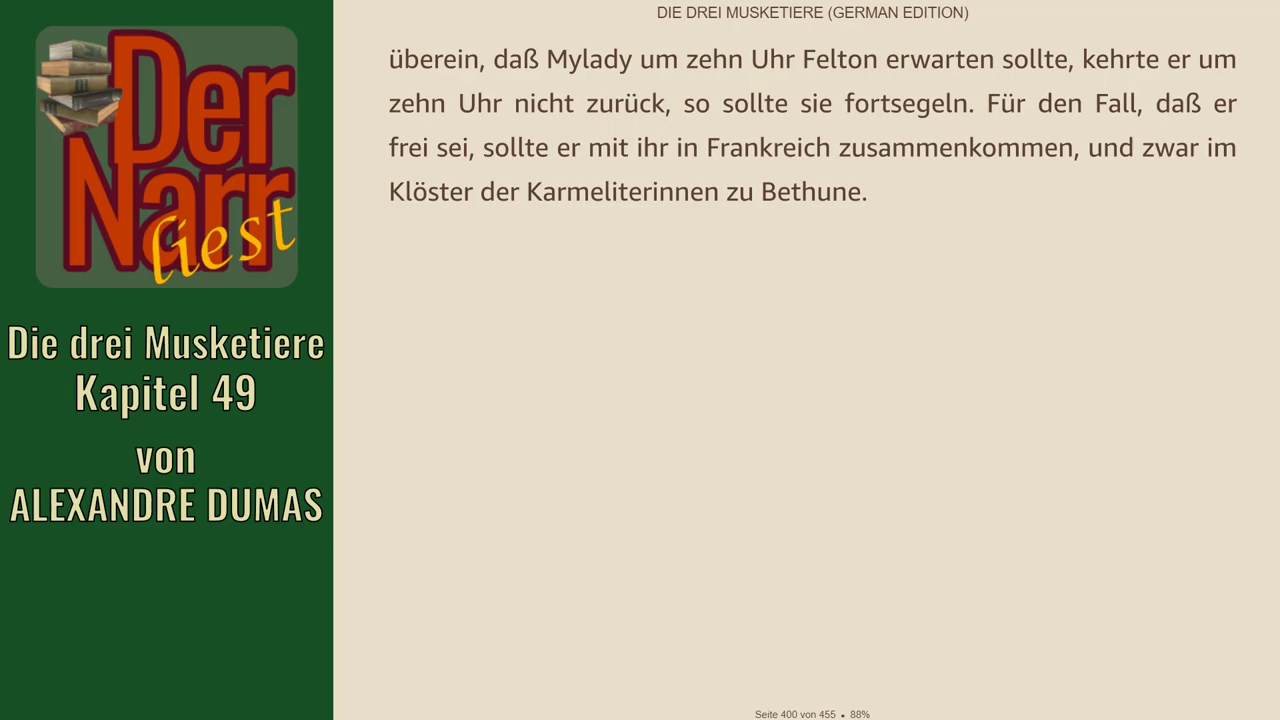 DIE DREI MUSKETIERE (GERMAN EDITION)
überein, daß Mylady um zehn Uhr Felton erwarten sollte, kehrte er um
zehn Uhr nicht zurück, so sollte sie fortsegeln. Für den Fall, daß er
frei sei, sollte er mit ihr in Frankreich zusammenkommen, und zwar im
Klöster der Karmeliterinnen zu Bethune.
Der
Narr
liest
Die drei Musketiere
Kapitel 49
von
ALEXANDRE DUMAS
Seite 400 von 455 • 88%